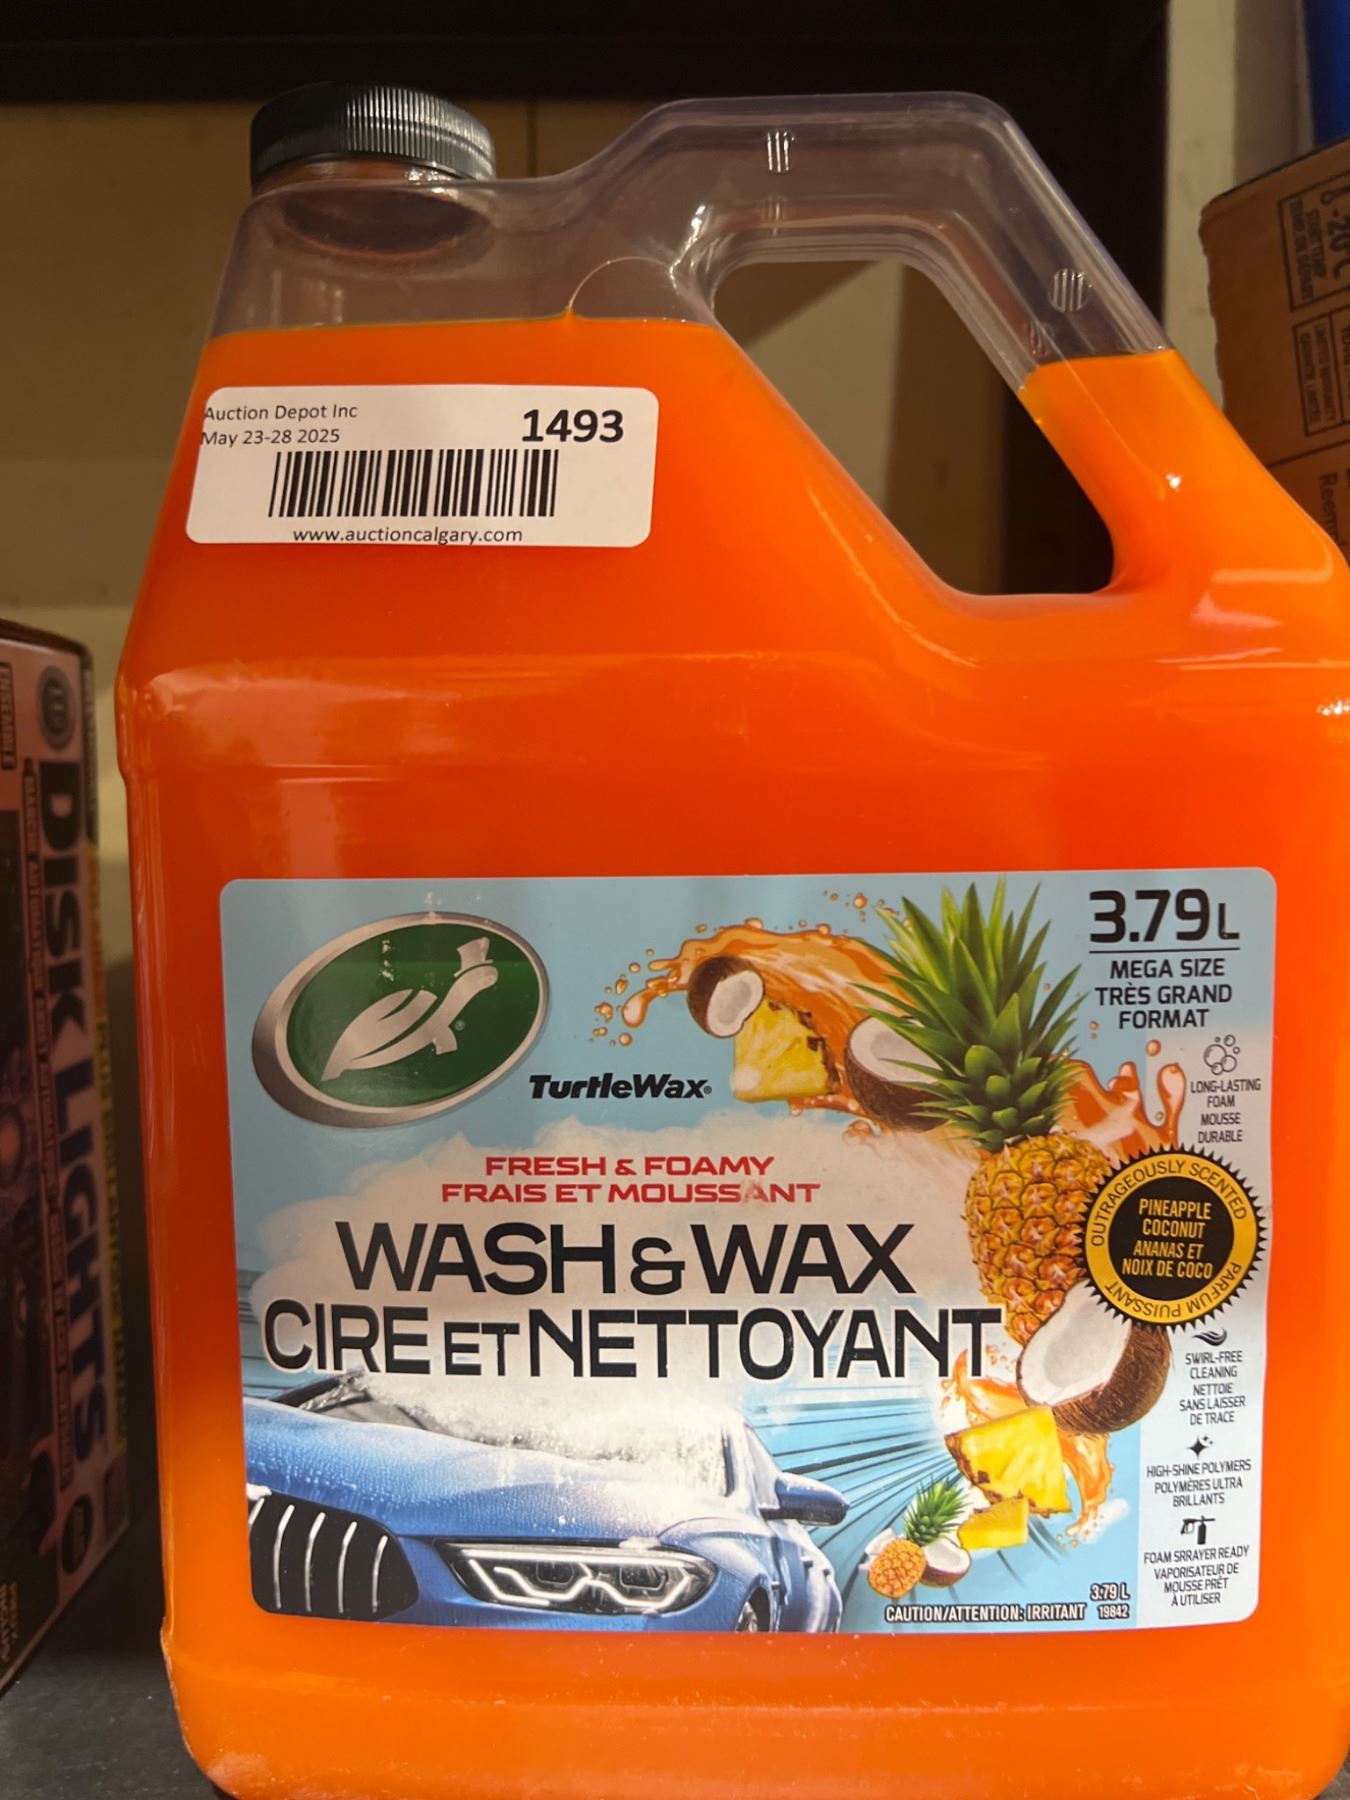 Auction Depot Inc
1493
May 23-28 2025
www.auctioncalgary.com
3.79L
MEGA SIZE
TRÈS GRAND
FORMAT
LONG-LASTING
FOAM
MOUSSE
DURABLE
TurtleWax®
FRESH & FOAMY
FRAIS ET MOUSSANT
WASH & WAX
CIRE ET NETTOYANT
OUTRAGEOUSLY SCENTED
PINEAPPLE
COCONUT
ANANAS ET
NOIX DE COCO
PARFUM PUISSANT
SWIRL-FREE
CLEANING
NETTOIE
SANS LAISSER
DE TRACE
HIGH-SHINE POLYMERS
POLYMÈRES ULTRA
BRILLANTS
FOAM SRRAYER READY
VAPORISATEUR DE
MOUSSE PRÊT
À UTILISER
3.79 L
CAUTION/ATTENTION: IRRITANT
19842
DISK LIGHTS
ENSEMBLE
-20
Reem